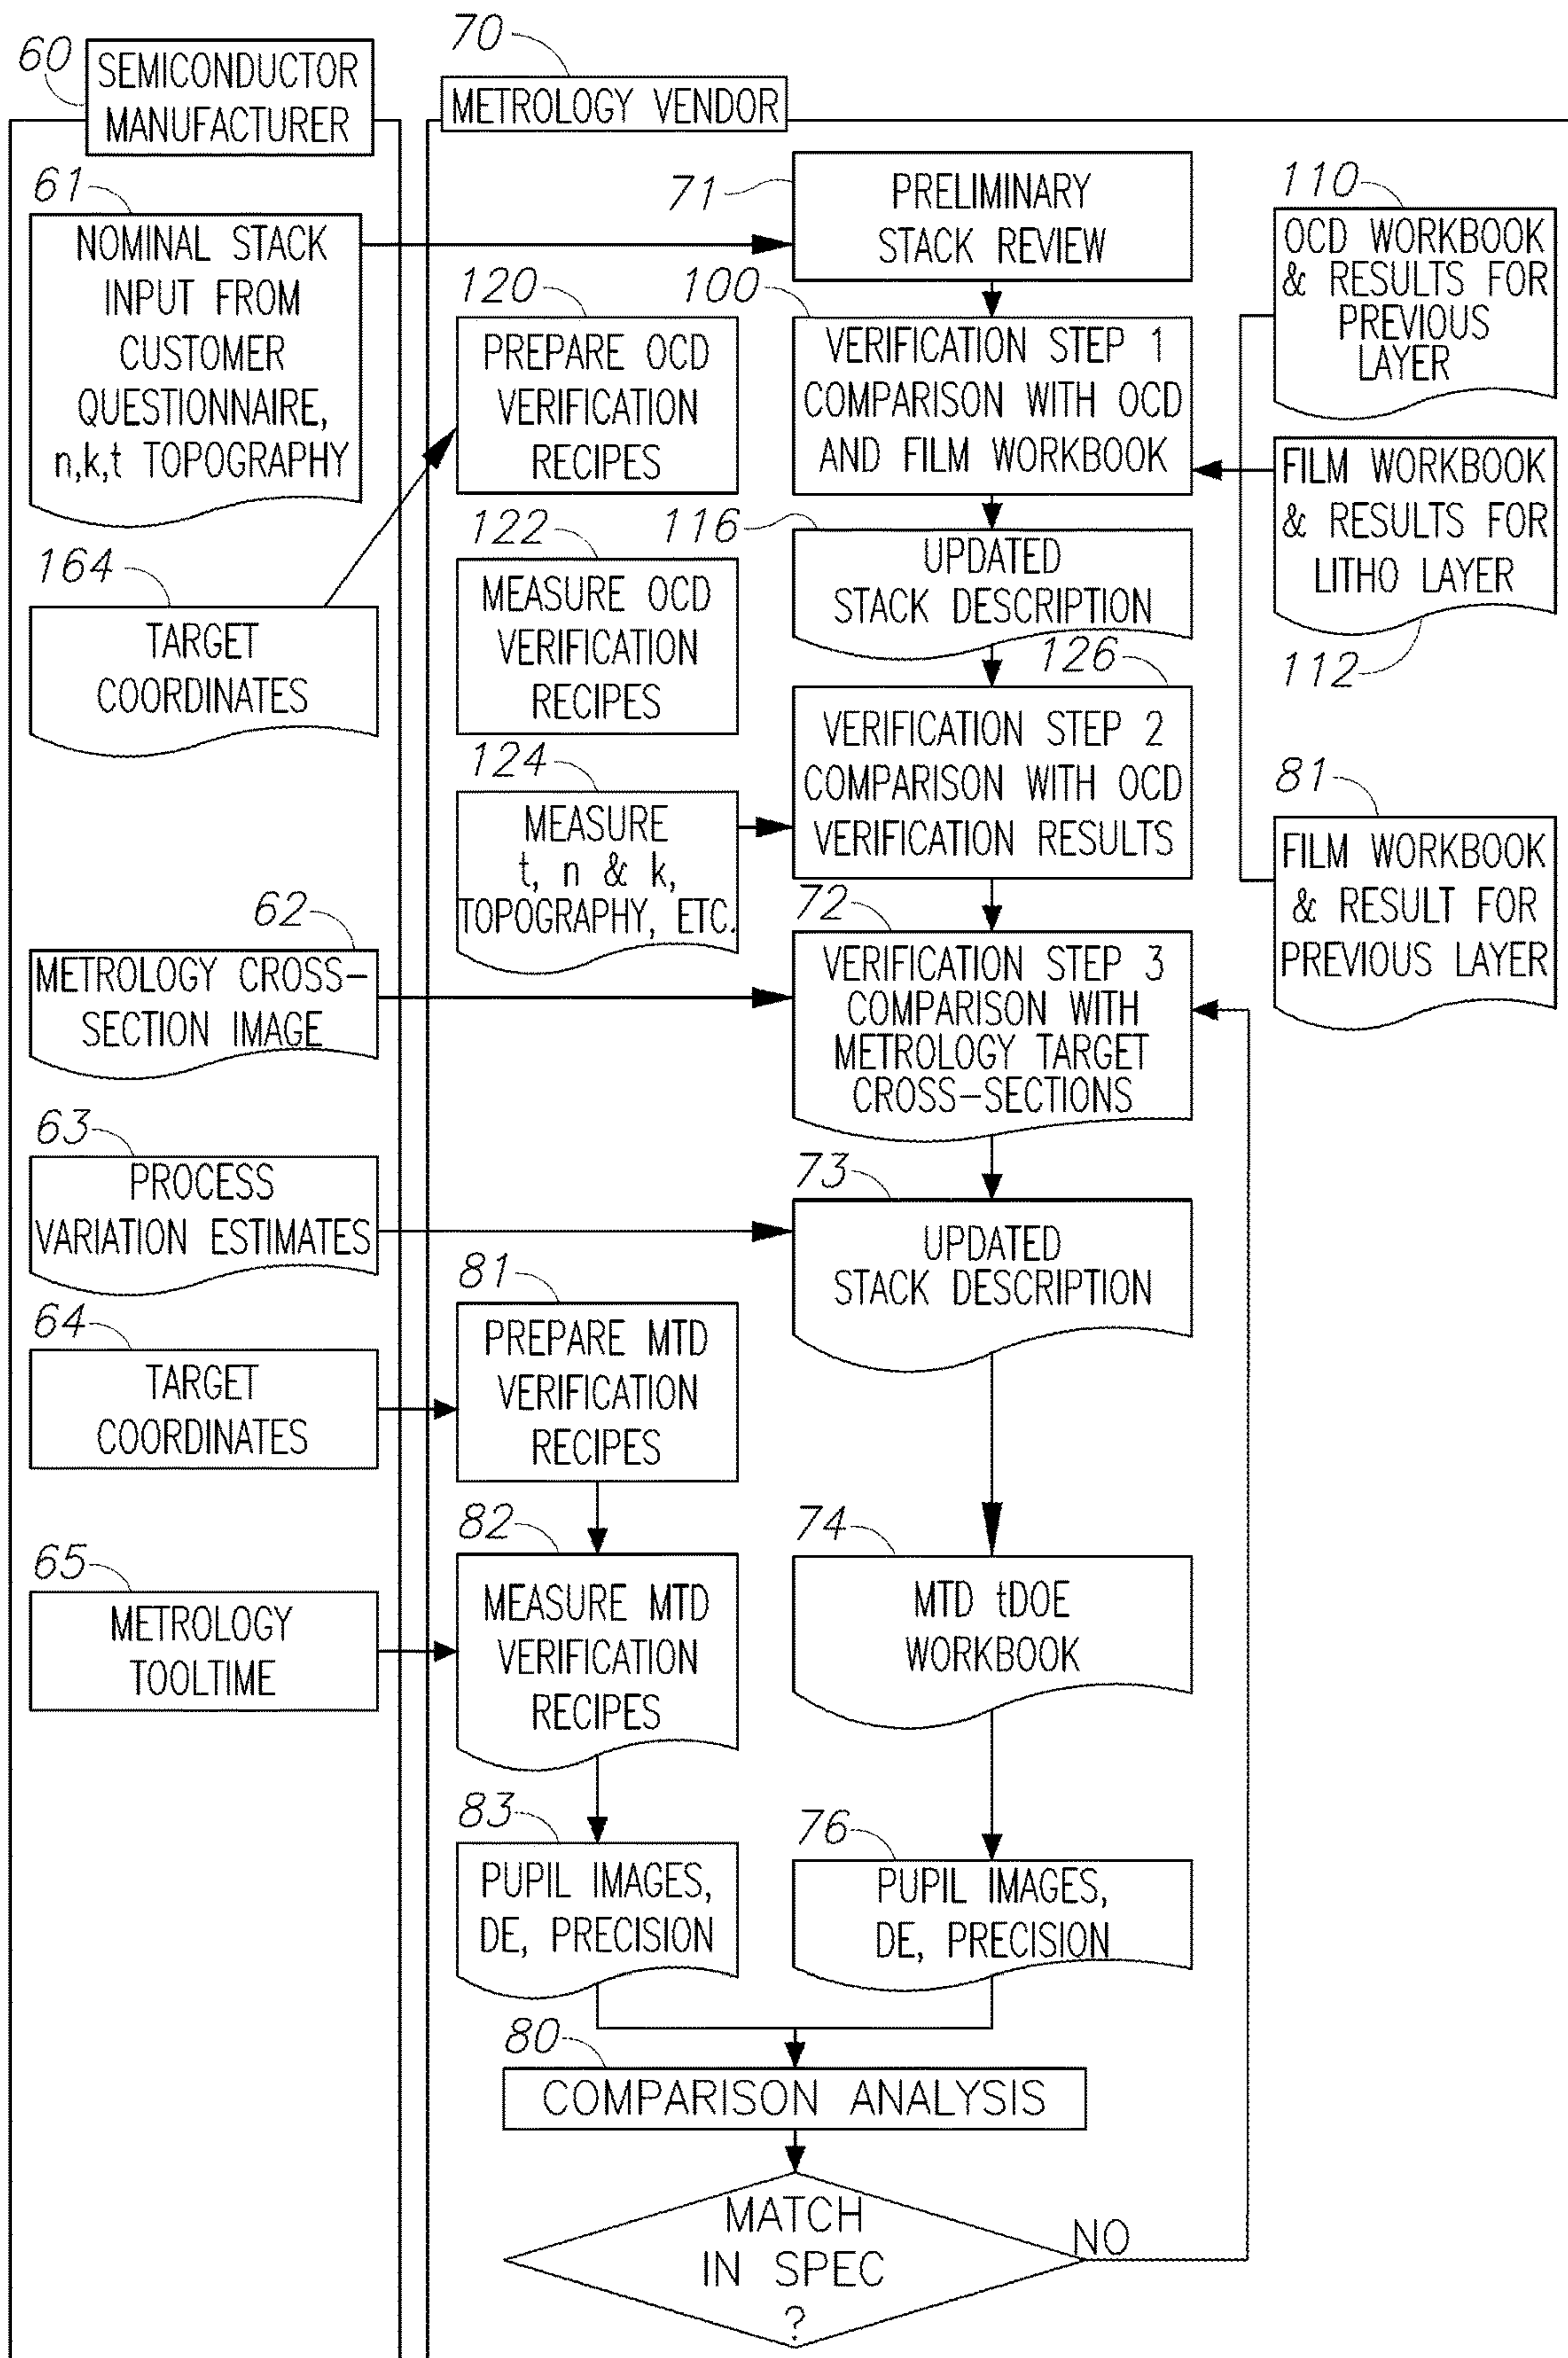 60
SEMICONDUCTOR
MANUFACTURER
70
METROLOGY VENDOR
61
NOMINAL STACK
INPUT FROM
CUSTOMER
QUESTIONNAIRE,
n,k,t TOPOGRAPHY
71
PRELIMINARY
STACK REVIEW
110
OCD WORKBOOK
& RESULTS FOR
PREVIOUS
LAYER
120
PREPARE OCD
VERIFICATION
RECIPES
100
VERIFICATION STEP 1
COMPARISON WITH OCD
AND FILM WORKBOOK
FILM WORKBOOK
& RESULTS FOR
LITHO LAYER
112
164
TARGET
COORDINATES
122
MEASURE OCD
VERIFICATION
RECIPES
116
UPDATED
STACK DESCRIPTION
126
VERIFICATION STEP 2
COMPARISON WITH OCD
VERIFICATION RESULTS
124
MEASURE
t, n & k,
TOPOGRAPHY, ETC.
81
FILM WORKBOOK
& RESULT FOR
PREVIOUS LAYER
62
METROLOGY CROSS-
SECTION IMAGE
72
VERIFICATION STEP 3
COMPARISON WITH
METROLOGY TARGET
CROSS-SECTIONS
63
PROCESS
VARIATION ESTIMATES
73
UPDATED
STACK DESCRIPTION
64
TARGET
COORDINATES
81
PREPARE MTD
VERIFICATION
RECIPES
65
METROLOGY
TOOLTIME
82
MEASURE MTD
VERIFICATION
RECIPES
74
MTD tDOE
WORKBOOK
83
PUPIL IMAGES,
DE, PRECISION
76
PUPIL IMAGES,
DE, PRECISION
80
COMPARISON ANALYSIS
MATCH
IN SPEC
?
NO